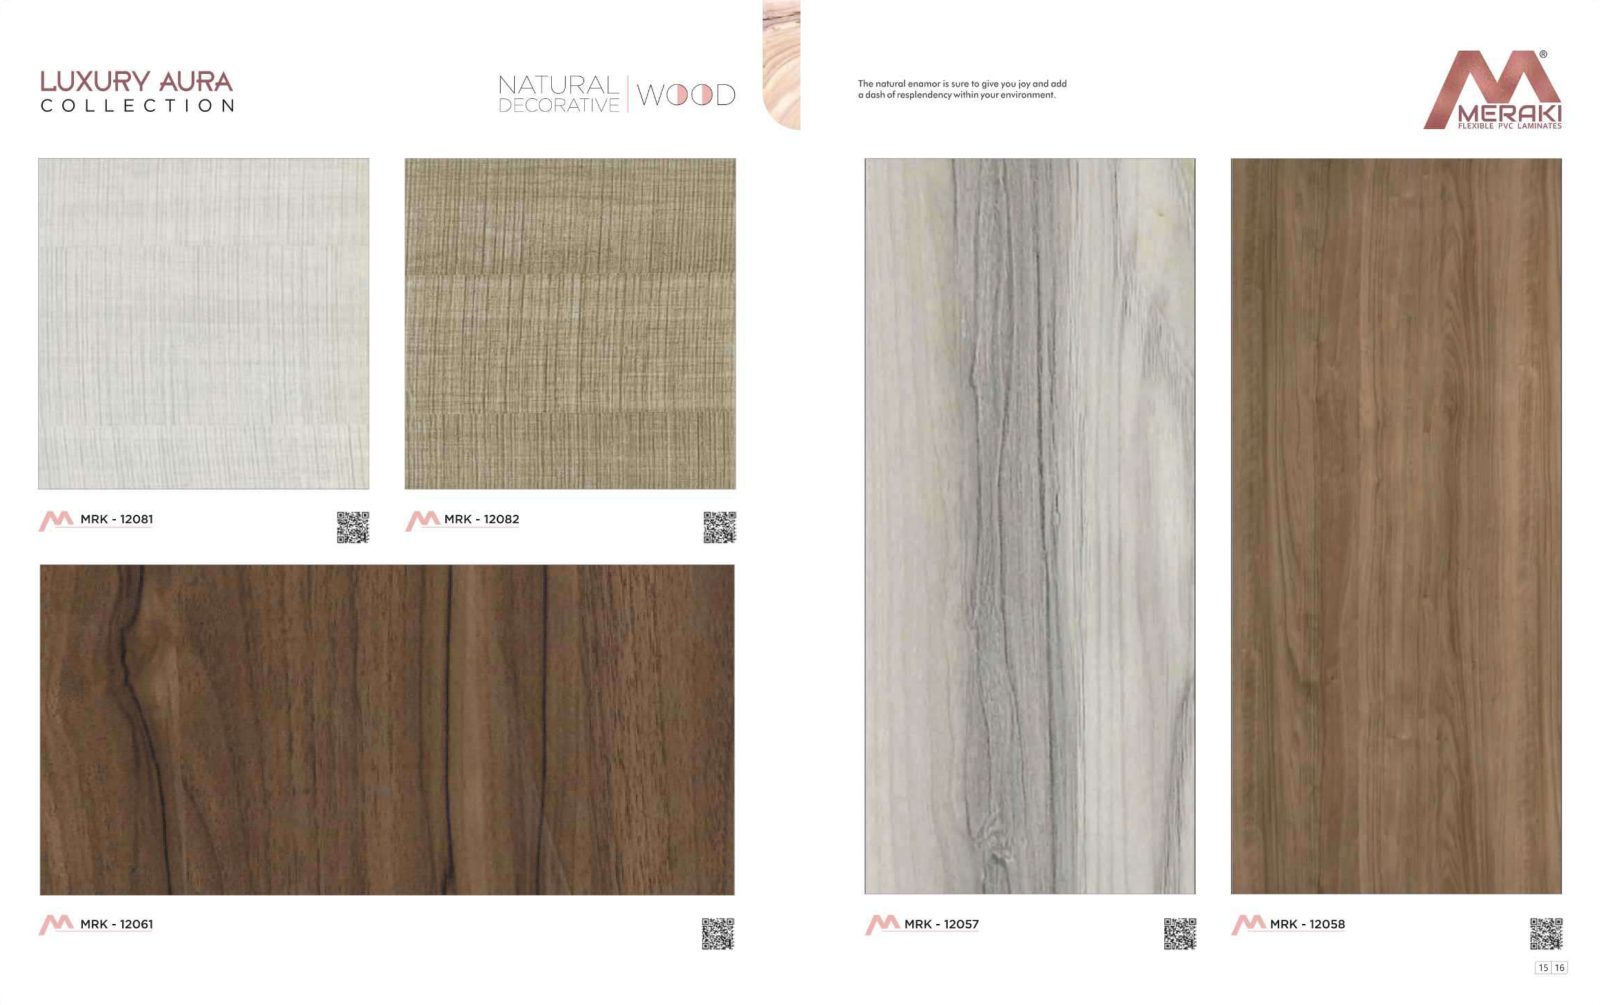 LUXURY AURA
COLLECTION
NATURAL
DECORATIVE
WOOD
The natural enamor is sure to give you joy and add
a dash of resplendency within your environment.
®
MERAKI
FLEXIBLE PVC LAMINATES
MRK - 12081
MRK - 12082
MRK - 12061
MRK - 12057
MRK - 12058
15 16